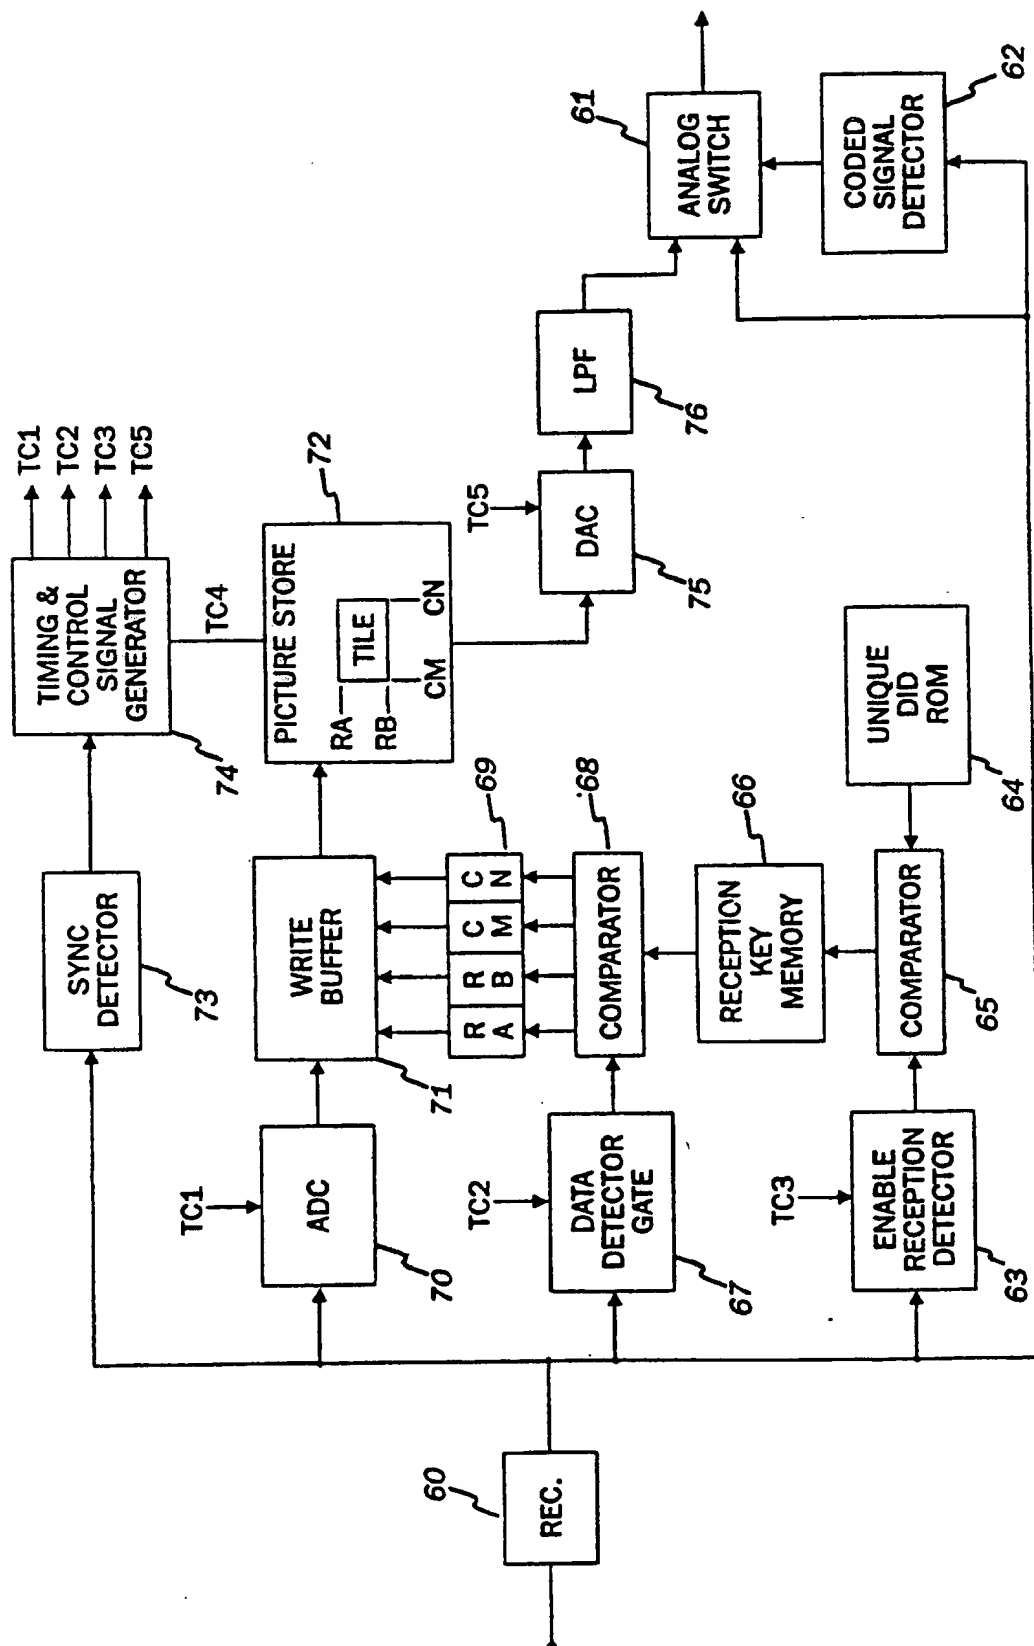 TIMING &
CONTROL
SIGNAL
GENERATOR
74
TC1
TC2
TC3
TC5
TC4
SYNC
DETECTOR
73
PICTURE STORE
RA
RB
TILE
CM
CN
72
WRITE
BUFFER
71
ADC
70
TC1
R A
R B
C M
C N
69
COMPARATOR
68
DATA
DETECTOR
GATE
67
TC2
RECEPTION
KEY
MEMORY
66
COMPARATOR
65
UNIQUE
DID
ROM
64
ENABLE
RECEPTION
DETECTOR
63
TC3
REC.
60
DAC
75
TC5
LPF
76
ANALOG
SWITCH
61
CODED
SIGNAL
DETECTOR
62